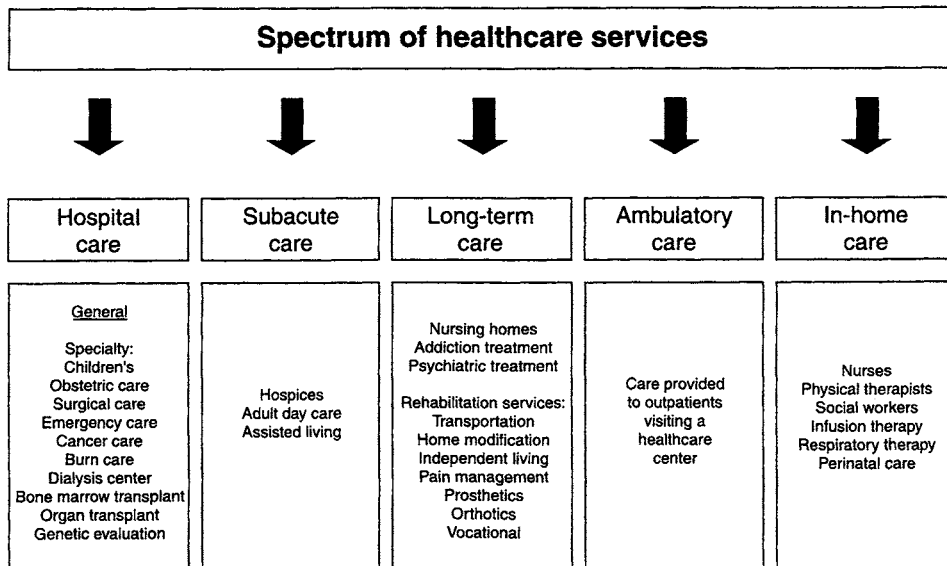 Spectrum of healthcare services
Hospital
care
Subacute
care
Long-term
care
Ambulatory
care
In-home
care
General
Specialty:
Children's
Obstetric care
Surgical care
Emergency care
Cancer care
Burn care
Dialysis center
Bone marrow transplant
Organ transplant
Genetic evaluation
Hospices
Adult day care
Assisted living
Nursing homes
Addiction treatment
Psychiatric treatment
Rehabilitation services:
Transportation
Home modification
Independent living
Pain management
Prosthetics
Orthotics
Vocational
Care provided
to outpatients
visiting a
healthcare
center
Nurses
Physical therapists
Social workers
Infusion therapy
Respiratory therapy
Perinatal care